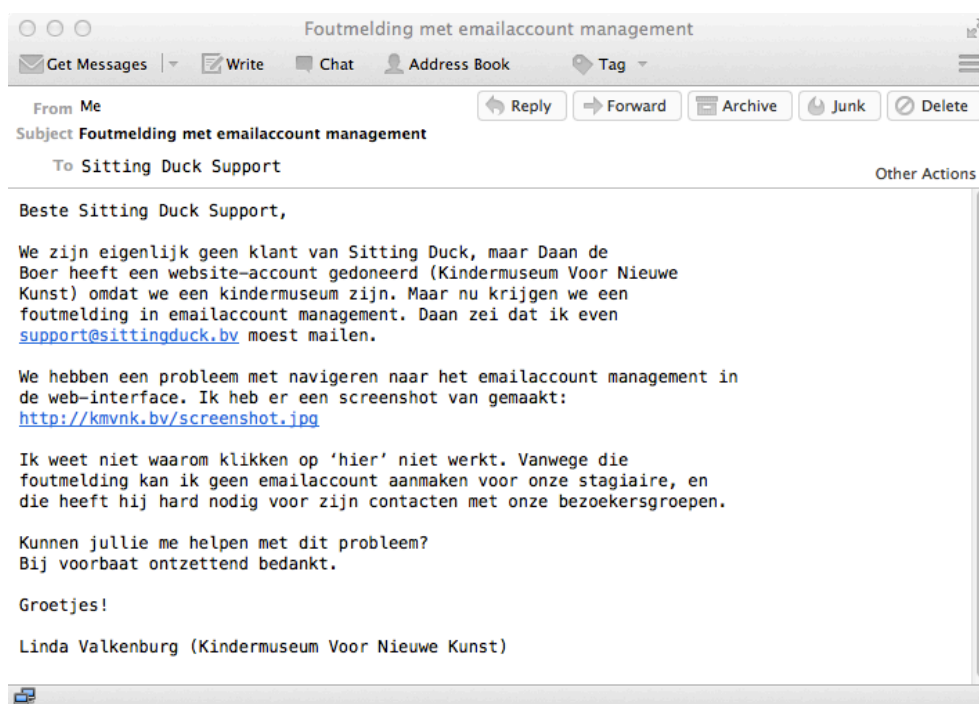 Foutmelding met emailaccount management
Get Messages Write Chat Address Book Tag
From Me Reply Forward Archive Junk Delete
Subject Foutmelding met emailaccount management
To Sitting Duck Support
Other Actions
Beste Sitting Duck Support,
We zijn eigenlijk geen klant van Sitting Duck, maar Daan de
Boer heeft een website-account gedoneerd (Kindermuseum Voor Nieuwe
Kunst) omdat we een kindermuseum zijn. Maar nu krijgen we een
foutmelding in emailaccount management. Daan zei dat ik even
support@sittingduck.bv moest mailen.
We hebben een probleem met navigeren naar het emailaccount management in
de web-interface. Ik heb er een screenshot van gemaakt:
http://kmvnk.bv/screenshot.jpg
Ik weet niet waarom klikken op ‘hier’ niet werkt. Vanwege die
foutmelding kan ik geen emailaccount aanmaken voor onze stagiaire, en
die heeft hij hard nodig voor zijn contacten met onze bezoekersgroepen.
Kunnen jullie me helpen met dit probleem?
Bij voorbaat ontzettend bedankt.
Groetjes!
Linda Valkenburg (Kindermuseum Voor Nieuwe Kunst)